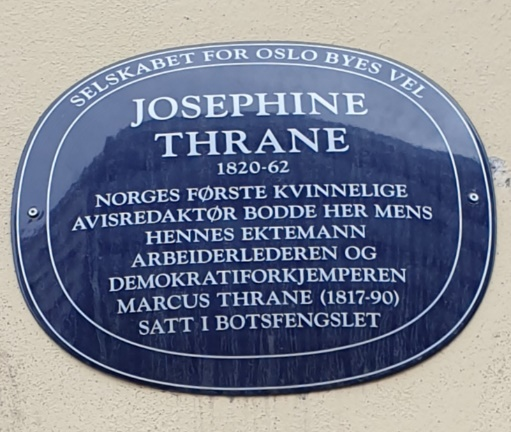 SELSKABET FOR OSLO BYES VEL
JOSEPHINE
THRANE
1820-62
NORGES FØRSTE KVINNELIGE
AVISREDAKTØR BODDE HER MENS
HENNES EKTEMANN
ARBEIDERLEDEREN OG
DEMOKRATIFORKJEMPEREN
MARCUS THRANE (1817-90)
SATT I BOTSFENGSLET